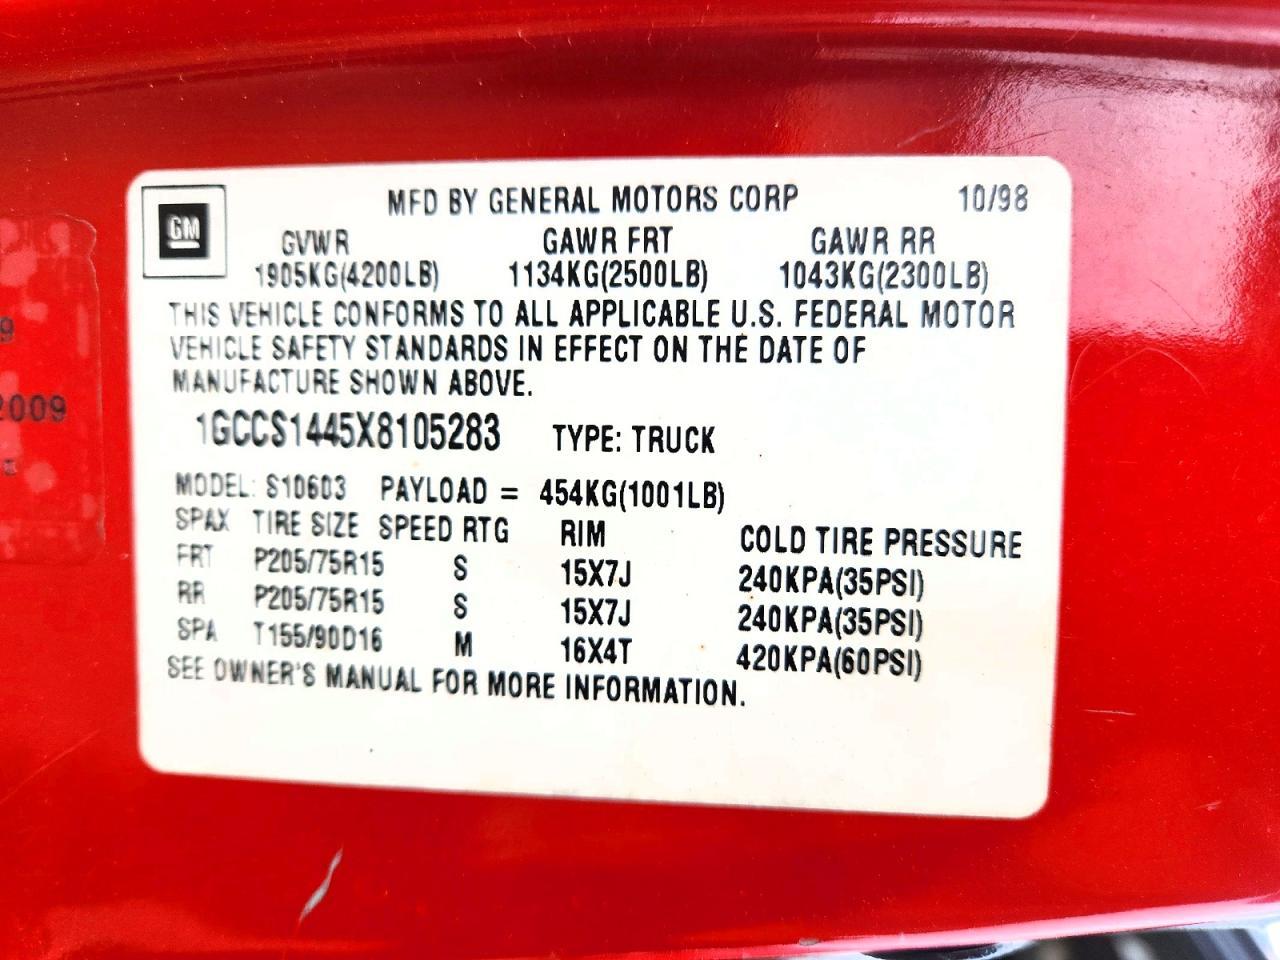 GM
MFD BY GENERAL MOTORS CORP 10/98
GVWR GAWR FRT GAWR RR
1905KG(4200LB) 1134KG(2500LB) 1043KG(2300LB)
THIS VEHICLE CONFORMS TO ALL APPLICABLE U.S. FEDERAL MOTOR
VEHICLE SAFETY STANDARDS IN EFFECT ON THE DATE OF
MANUFACTURE SHOWN ABOVE.
1GCCS1445X8105283 TYPE: TRUCK
MODEL: S10603 PAYLOAD = 454KG(1001LB)
SPAX TIRE SIZE SPEED RTG RIM COLD TIRE PRESSURE
FRT P205/75R15 S 15X7J 240KPA(35PSI)
RR P205/75R15 S 15X7J 240KPA(35PSI)
SPA T155/90D16 M 16X4T 420KPA(60PSI)
SEE OWNER'S MANUAL FOR MORE INFORMATION.
9
2009